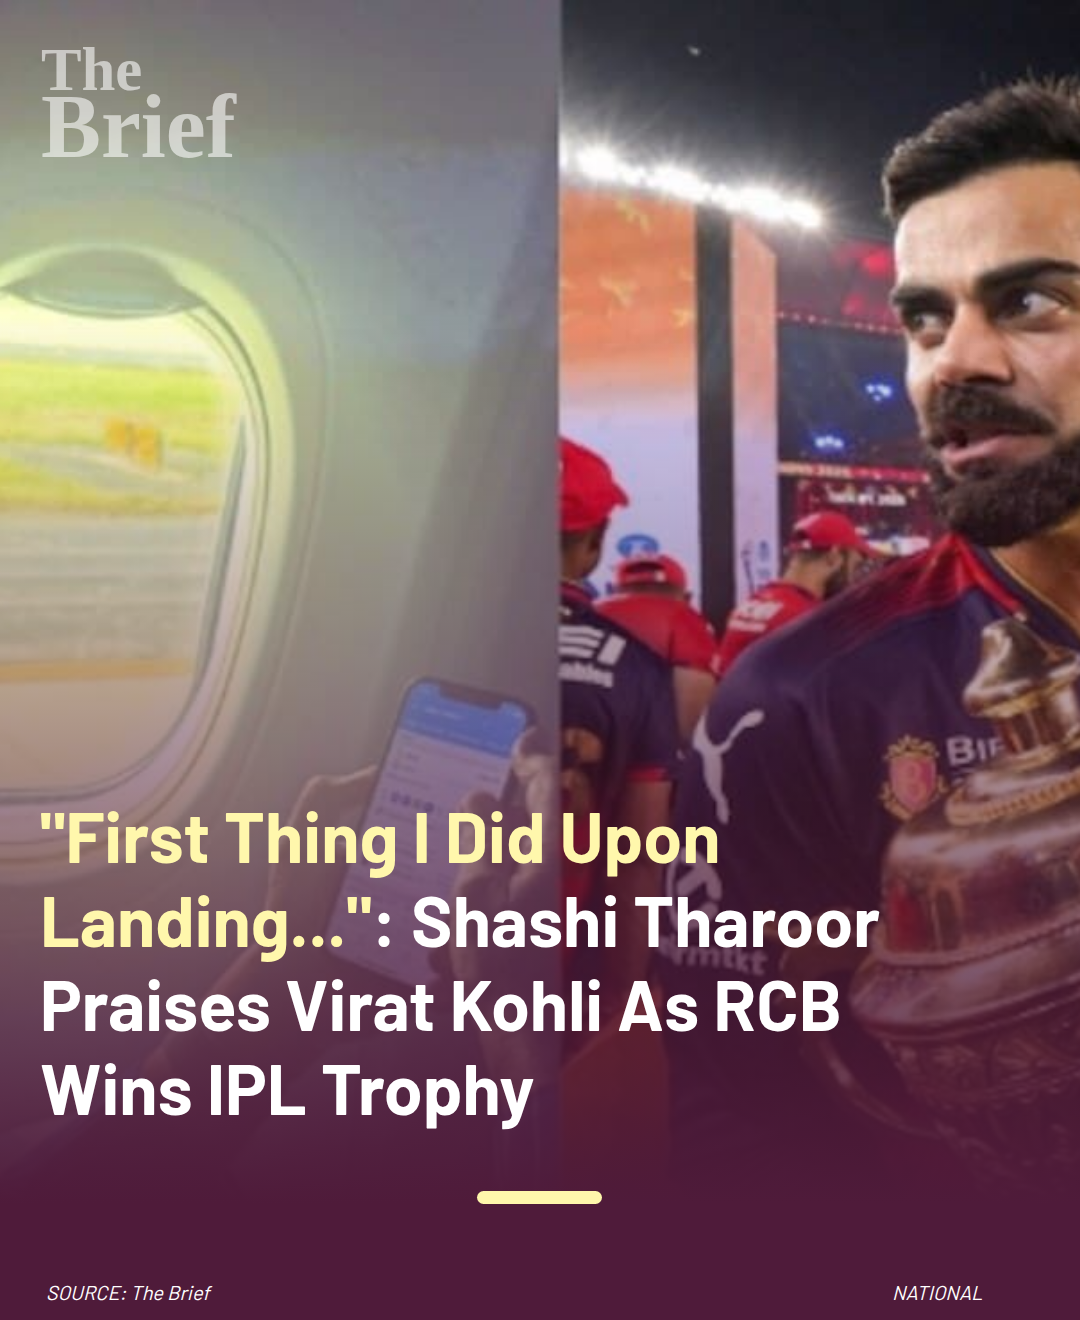 The
Brief
"First Thing I Did Upon
Landing...": Shashi Tharoor
Praises Virat Kohli As RCB
Wins IPL Trophy
SOURCE: The Brief
NATIONAL